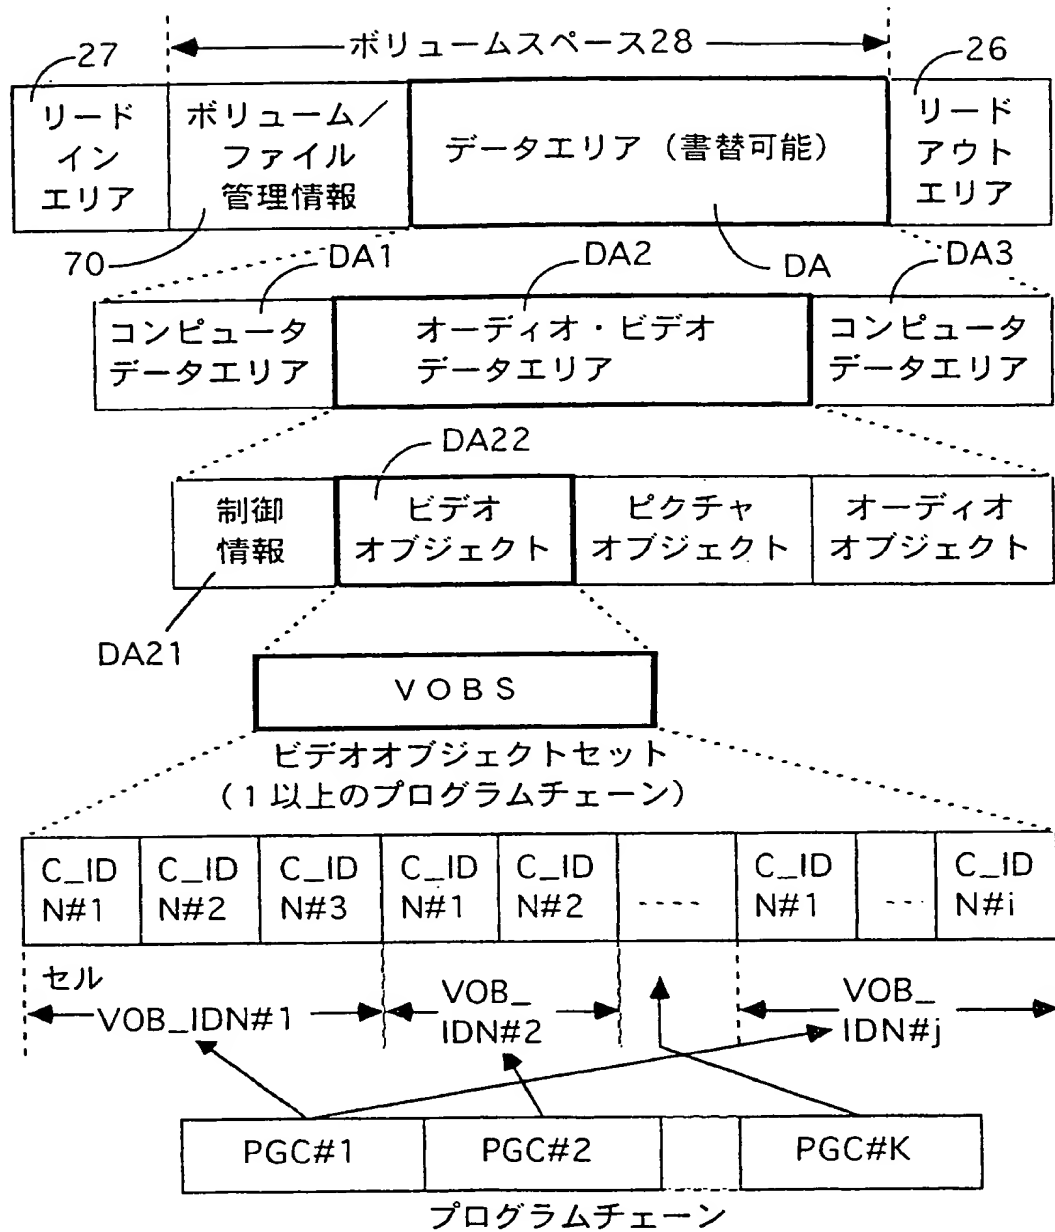 ボリュームスペース28
27
26
リード
イン
エリア
ボリューム／
ファイル
管理情報
データエリア（書替可能）
リード
アウト
エリア
70
DA1
DA2
DA
DA3
コンピュータ
データエリア
オーディオ・ビデオ
データエリア
コンピュータ
データエリア
DA22
制御
情報
ビデオ
オブジェクト
ピクチャ
オブジェクト
オーディオ
オブジェクト
DA21
ＶＯＢＳ
ビデオオブジェクトセット
（１以上のプログラムチェーン）
C_ID
N#1
C_ID
N#2
C_ID
N#3
C_ID
N#1
C_ID
N#2
----
C_ID
N#1
---
C_ID
N#i
セル
VOB_IDN#1
VOB_
IDN#2
VOB_
IDN#j
PGC#1
PGC#2
PGC#K
プログラムチェーン